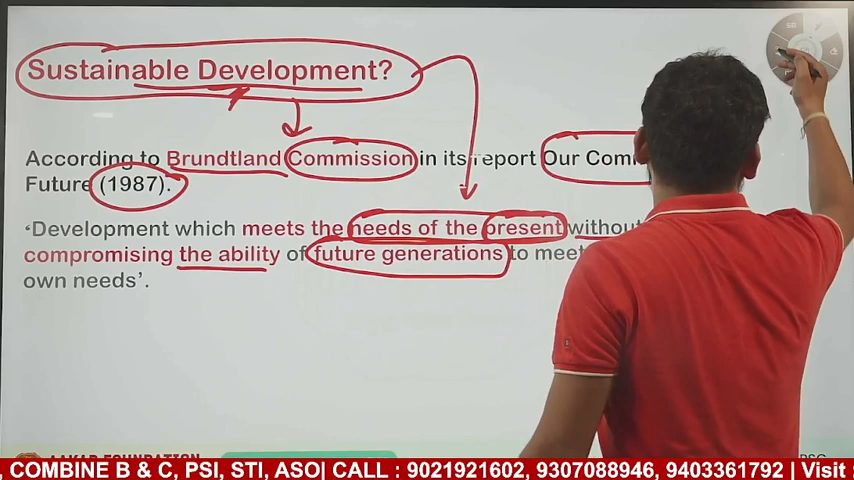 Sustainable Development?
According to Brundtland Commission in its report Our
Future (1987).
‘Development which meets the needs of the present without
compromising the ability of future generations to meet
own needs’.
, COMBINE B & C, PSI, STI, ASO| CALL : 9021921602, 9307088946, 9403361792 | Visit :